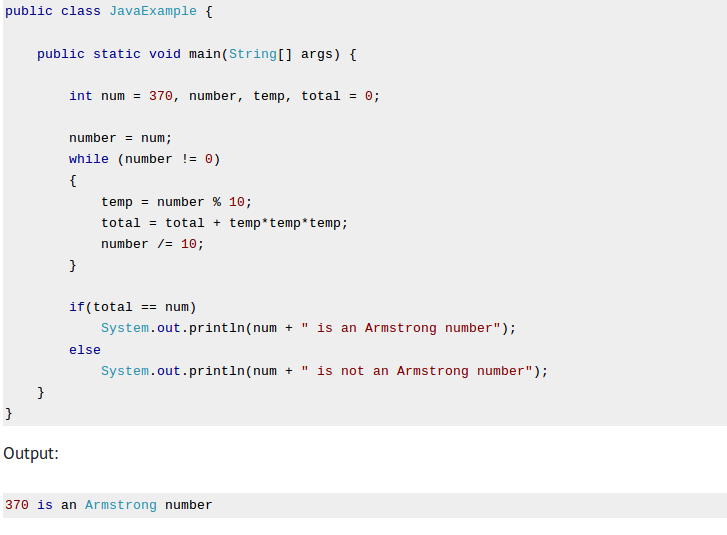 public class JavaExample {
public static void main(String[] args) {
int num = 370, number, temp, total = 0;
number = num;
while (number != 0)
{
temp = number % 10;
total = total + temp*temp*temp;
number /= 10;
}
if(total == num)
System.out.println(num + " is an Armstrong number");
else
System.out.println(num + " is not an Armstrong number");
}
}
Output:
370 is an Armstrong number